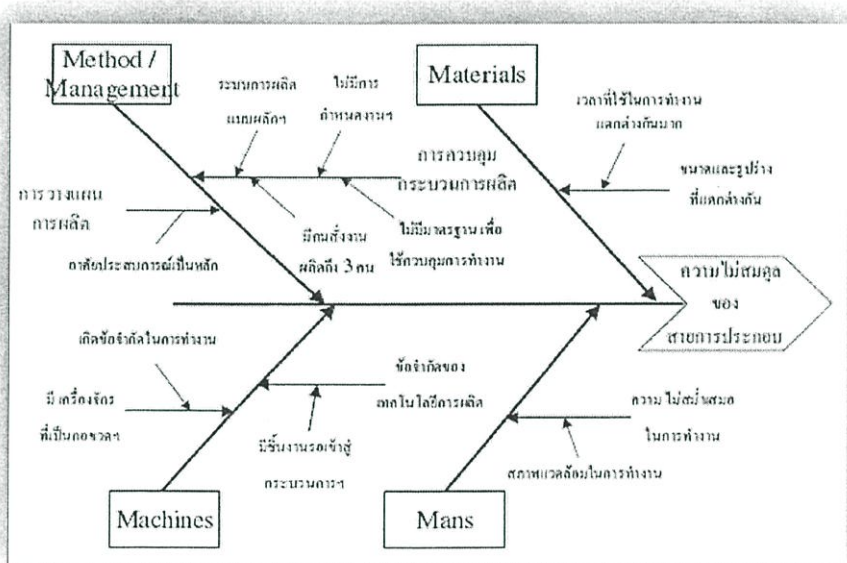 Method /
Management
ระบบการผลิต
แบบผลักฯ
ไม่มีการ
กำหนดงานฯ
การควบคุม
กระบวนการผลิต
การวางแผน
การผลิต
อาศัยประสบการณ์เป็นหลัก
มีคนสั่งงาน
ผลิตถึง 3 คน
ไม่มีมาตรฐานเพื่อ
ใช้ควบคุมการทำงาน
Materials
เวลาที่ใช้ในการทำงาน
แตกต่างกันมาก
ขนาดและรูปร่าง
ที่แตกต่างกัน
ความไม่สมดุล
ของ
สายการประกอบ
เกิดข้อจำกัดในการทำงาน
มีเครื่องจักร
ที่เป็นคอขวดฯ
ข้อจำกัดของ
เทคโนโลยีการผลิต
มีชิ้นงานรอเข้าสู่
กระบวนการฯ
Machines
ความไม่สม่ำเสมอ
ในการทำงาน
สภาพแวดล้อมในการทำงาน
Mans